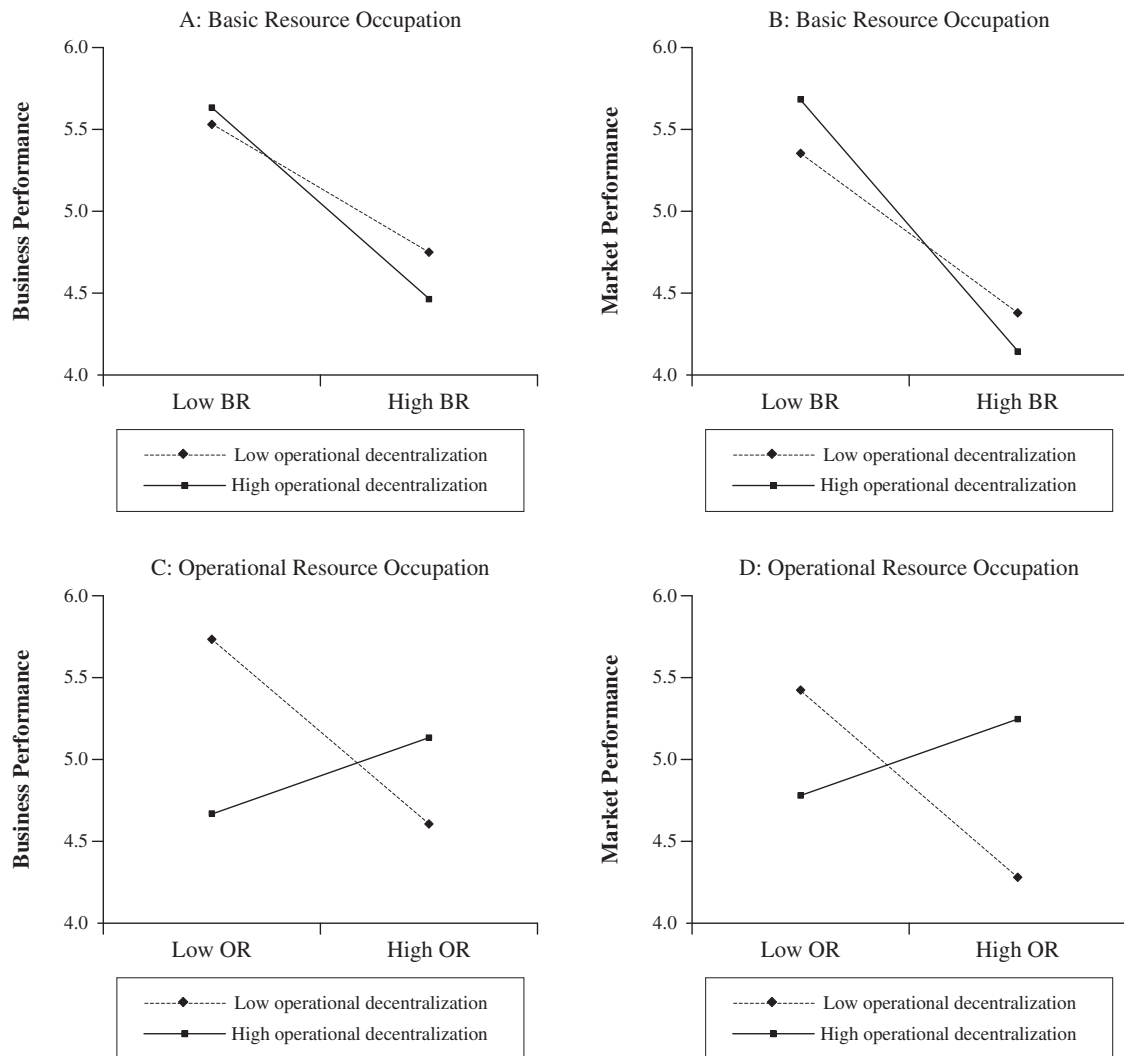 A: Basic Resource Occupation
6.0
5.5
5.0
4.5
4.0
Business Performance
Low BR
High BR
Low operational decentralization
High operational decentralization
B: Basic Resource Occupation
6.0
5.5
5.0
4.5
4.0
Market Performance
Low BR
High BR
Low operational decentralization
High operational decentralization
C: Operational Resource Occupation
6.0
5.5
5.0
4.5
4.0
Business Performance
Low OR
High OR
Low operational decentralization
High operational decentralization
D: Operational Resource Occupation
6.0
5.5
5.0
4.5
4.0
Market Performance
Low OR
High OR
Low operational decentralization
High operational decentralization